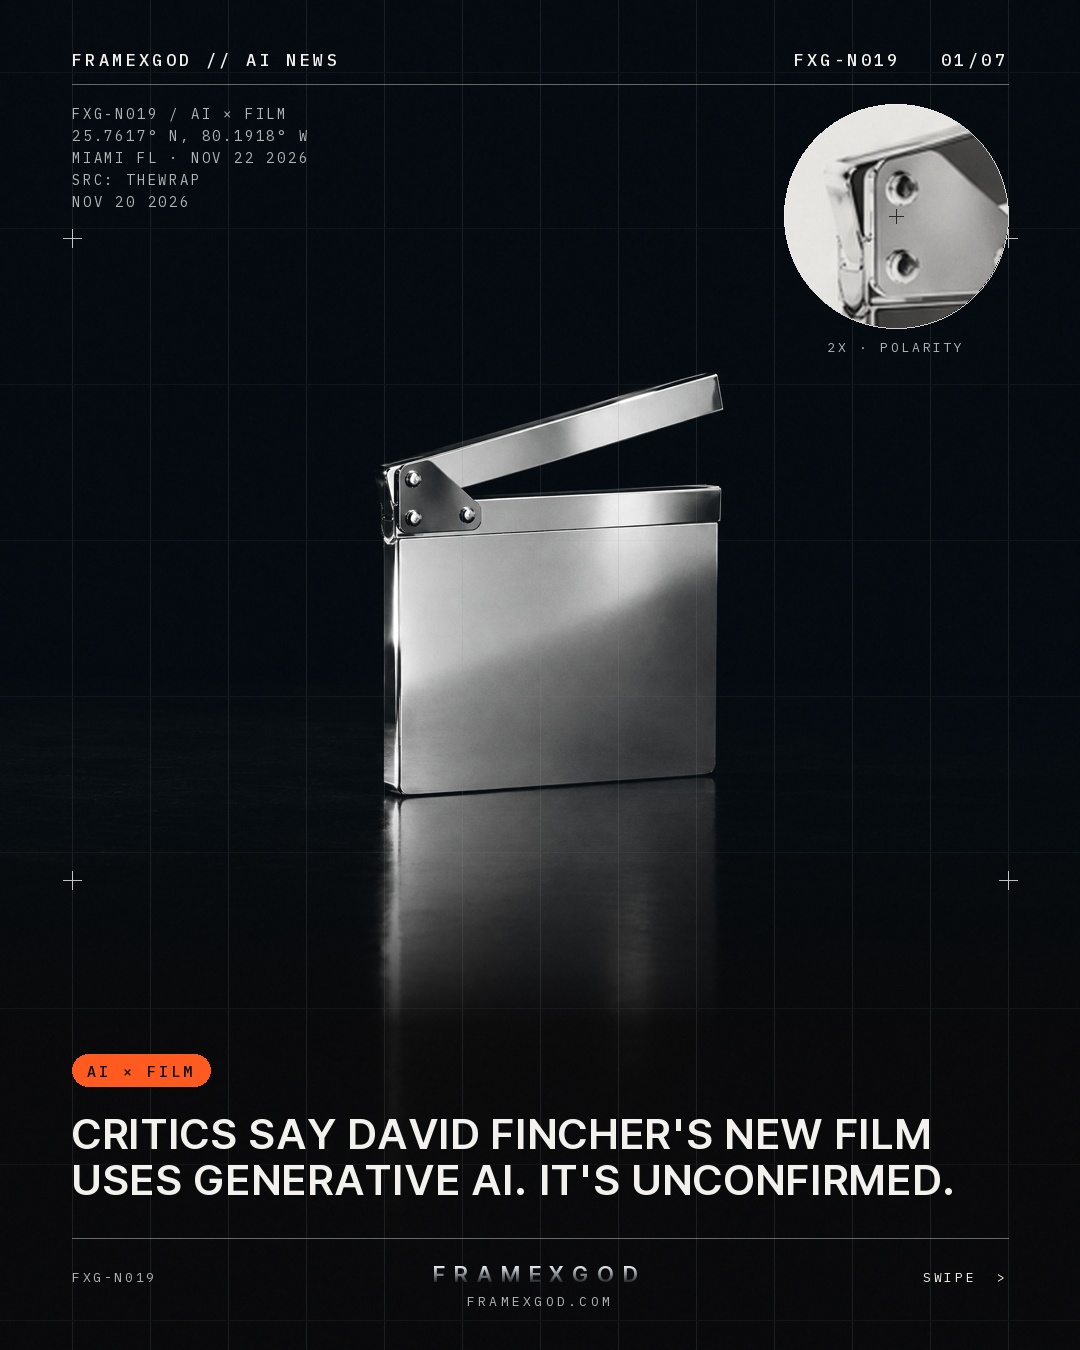 FRAMEXGOD // AI NEWS
FXG-N019 01/07
FXG-N019 / AI × FILM
25.7617° N, 80.1918° W
MIAMI FL · NOV 22 2026
SRC: THEWRAP
NOV 20 2026
2X · POLARITY
AI × FILM
CRITICS SAY DAVID FINCHER'S NEW FILM
USES GENERATIVE AI. IT'S UNCONFIRMED.
FXG-N019
FRAMEXGOD
FRAMEXGOD.COM
SWIPE >